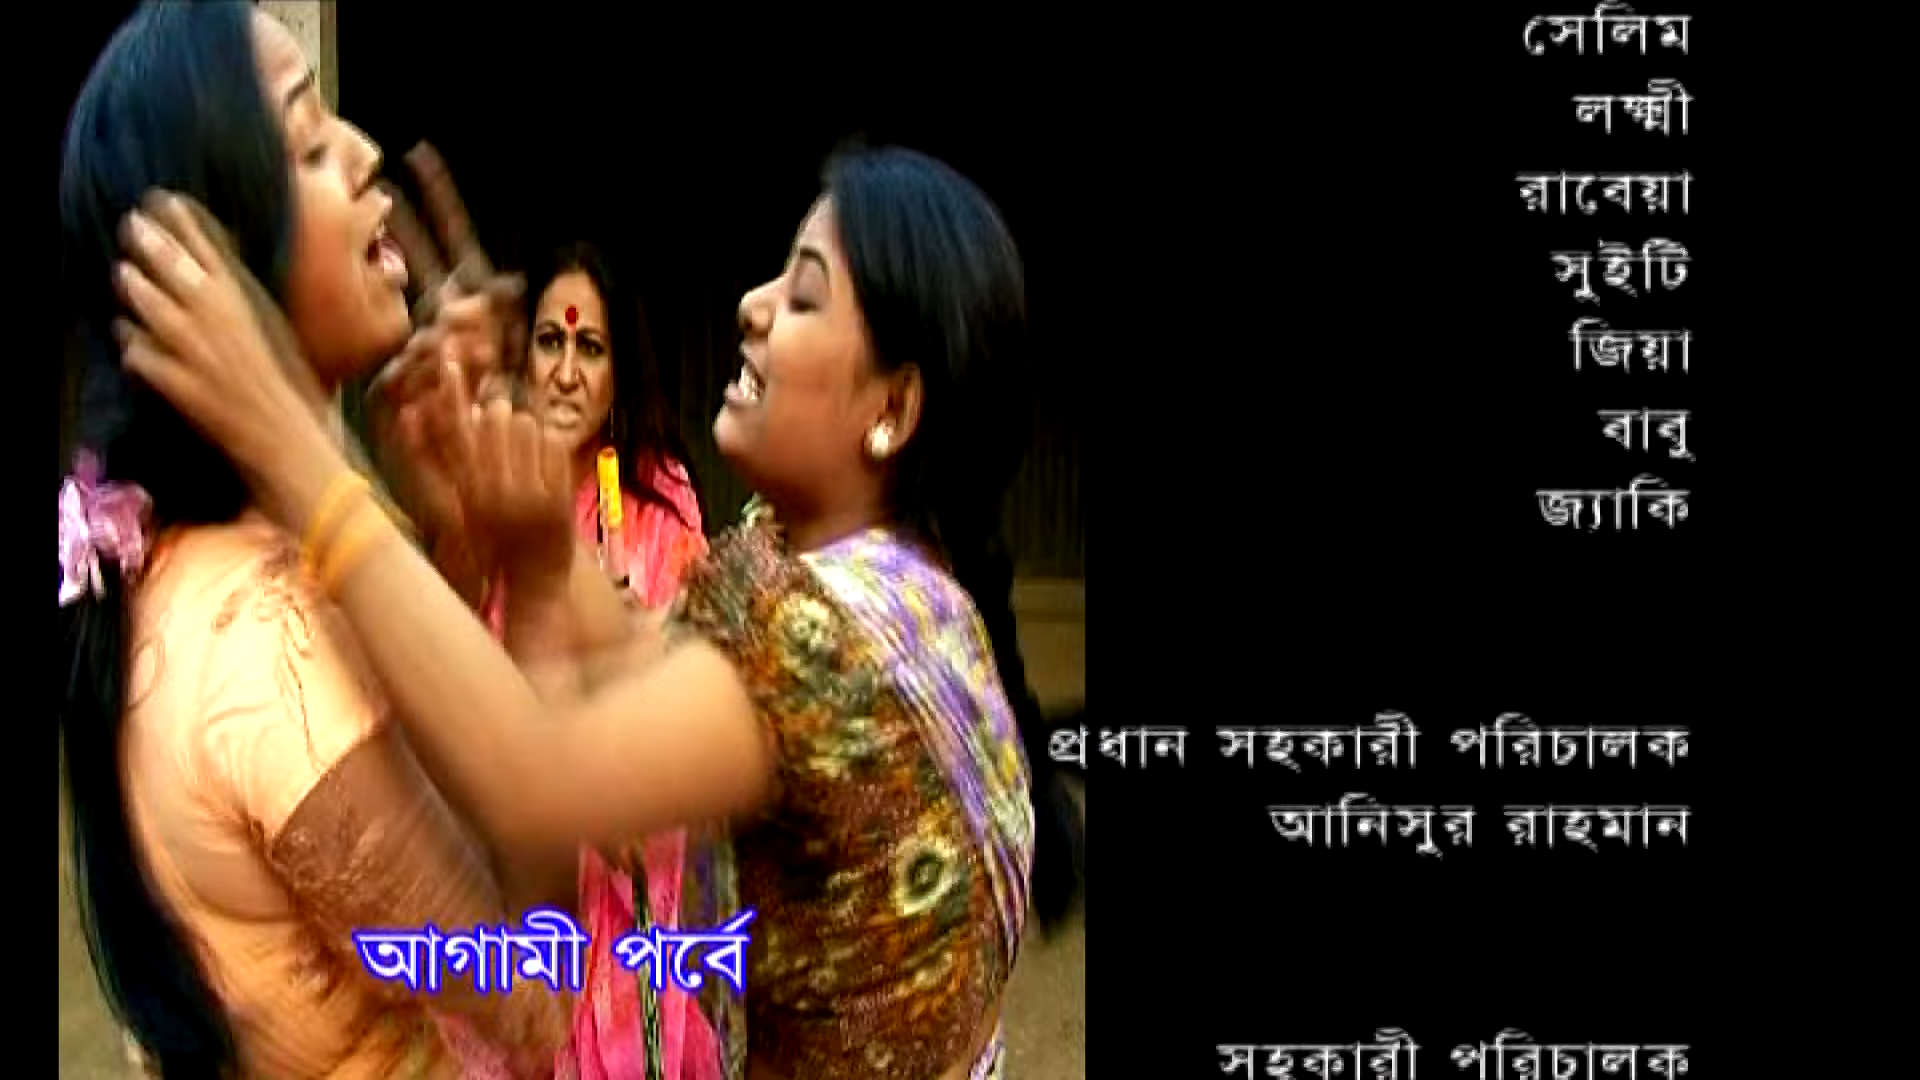 সেলিম
লক্ষ্মী
রাবেয়া
সুইটি
জিয়া
বাবু
জ্যাকি
প্রধান সহকারী পরিচালক
আনিসুর রাহমান
আগামী পর্বে
সহকারী পরিচালক